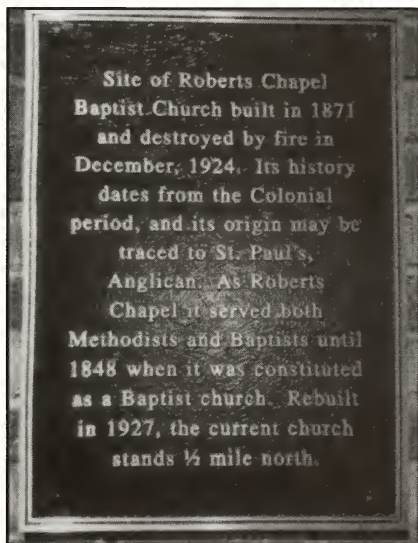 Site of Roberts Chapel
Baptist Church built in 1871
and destroyed by fire in
December, 1924. Its history
dates from the Colonial
period, and its origin may be
traced to St. Paul's,
Anglican. As Roberts
Chapel it served both
Methodists and Baptists until
1848 when it was constituted
as a Baptist church. Rebuilt
in 1927, the current church
stands ½ mile north.